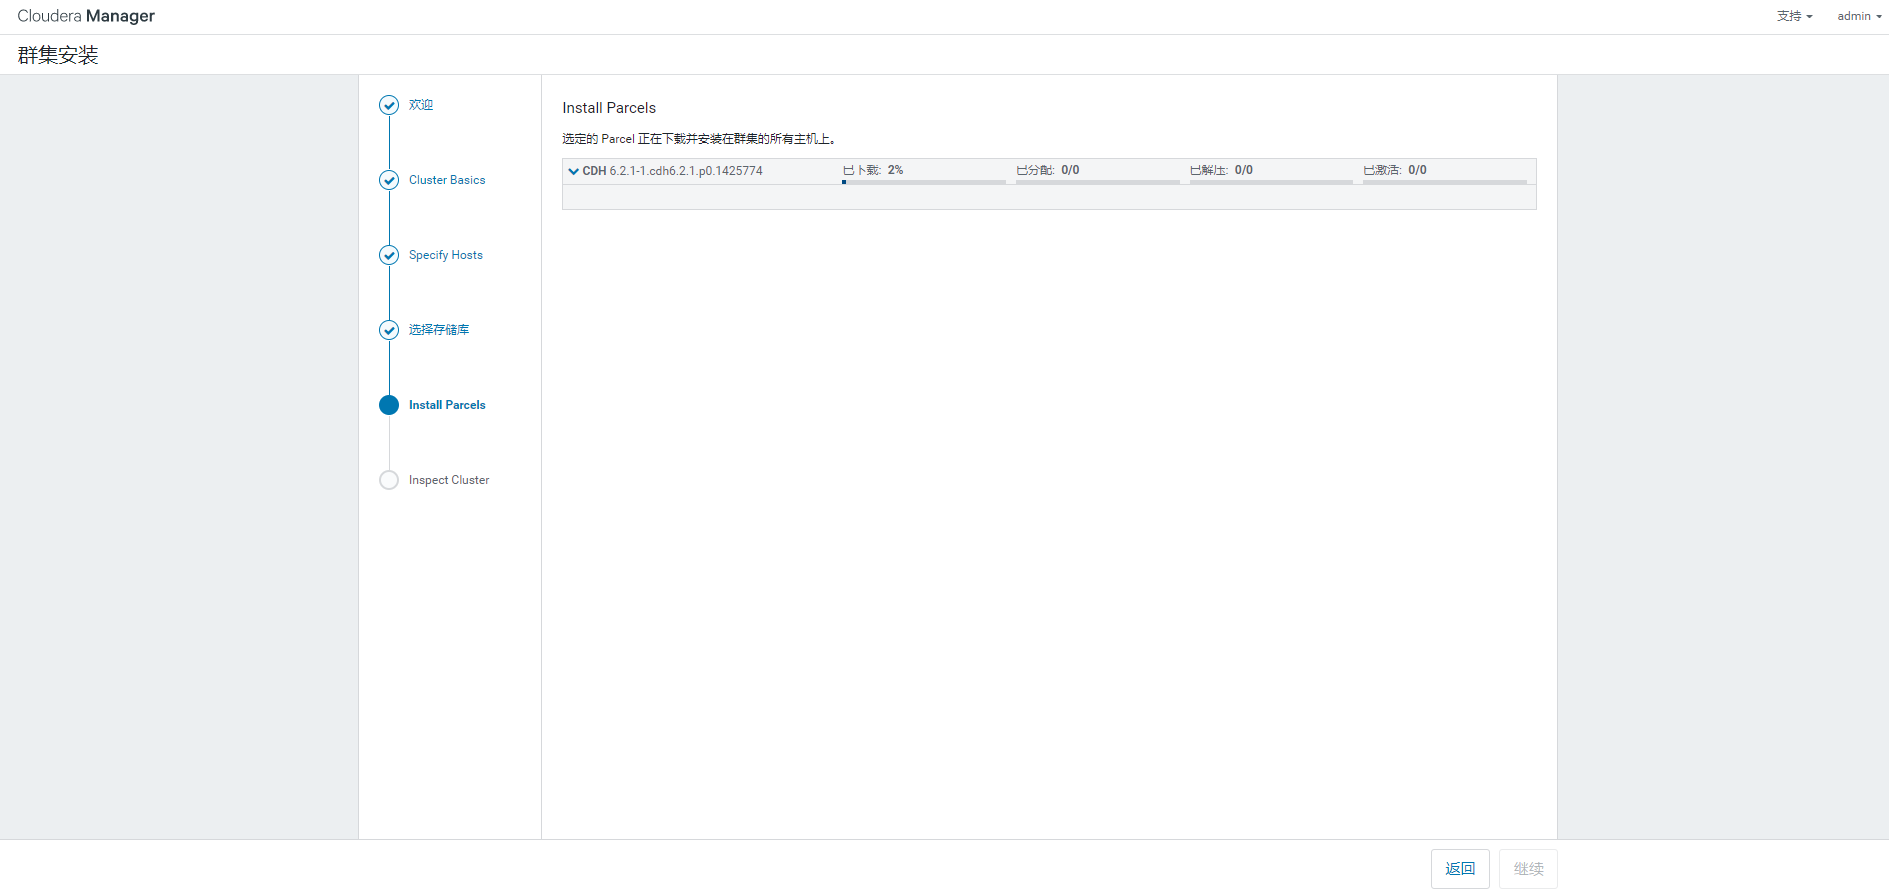 Cloudera Manager
支持
admin
群集安装
欢迎
Cluster Basics
Specify Hosts
选择存储库
Install Parcels
Inspect Cluster
Install Parcels
选定的 Parcel 正在下载并安装在群集的所有主机上。
CDH 6.2.1-1.cdh6.2.1.p0.1425774 已下载: 2% 已分配: 0/0 已解压: 0/0 已激活: 0/0
返回
继续